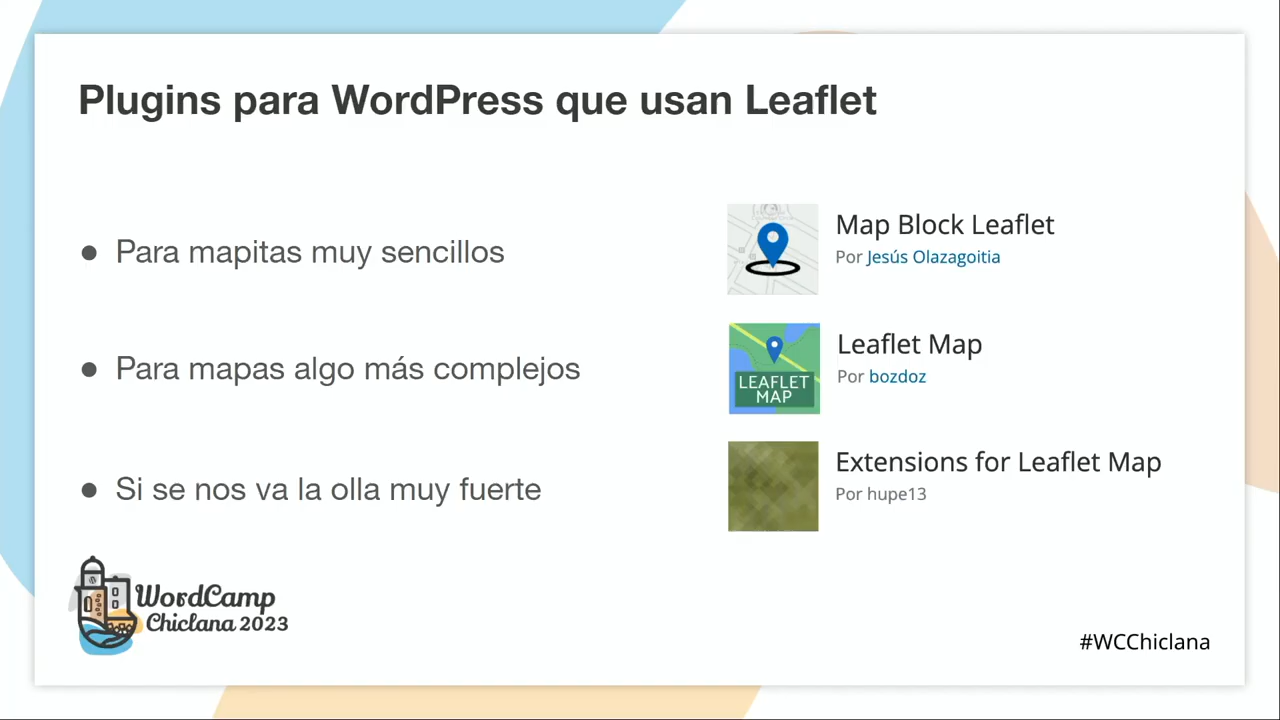 Plugins para WordPress que usan Leaflet
● Para mapitas muy sencillos
Map Block Leaflet
Por Jesús Olazagoitia
● Para mapas algo más complejos
LEAFLET
MAP
Leaflet Map
Por bozdoz
● Si se nos va la olla muy fuerte
Extensions for Leaflet Map
Por hupe13
WordCamp
Chiclana 2023
#WCChiclana